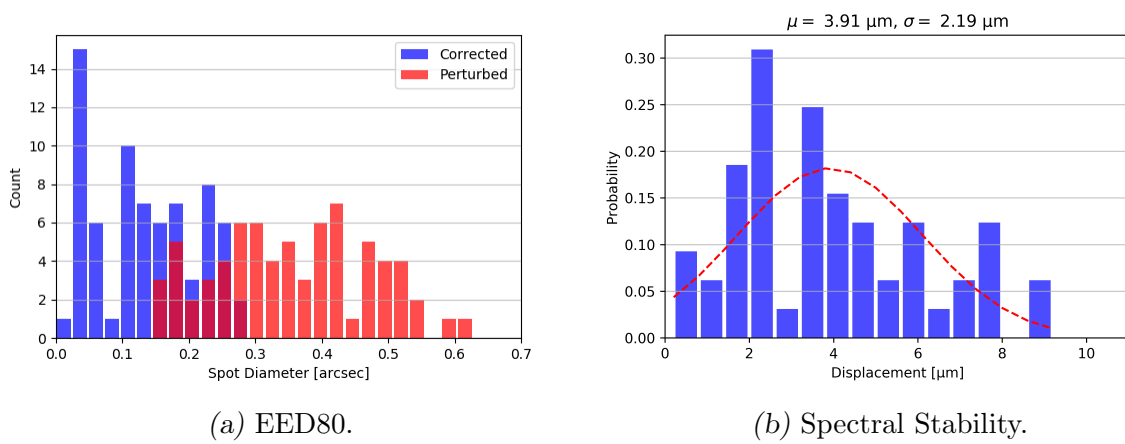 Corrected
Perturbed
14
12
10
8
6
4
2
0
Count
0.0 0.1 0.2 0.3 0.4 0.5 0.6 0.7
Spot Diameter [arcsec]
(a) EED80.
μ = 3.91 μm, σ = 2.19 μm
0.30
0.25
0.20
0.15
0.10
0.05
0.00
Probability
0 2 4 6 8 10
Displacement [μm]
(b) Spectral Stability.